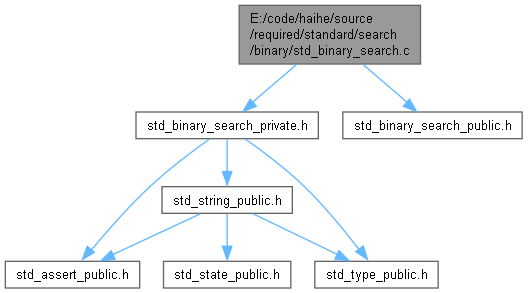 E:/code/haihe/source
/required/standard/search
/binary/std_binary_search.c
std_binary_search_private.h
std_binary_search_public.h
std_string_public.h
std_assert_public.h
std_state_public.h
std_type_public.h